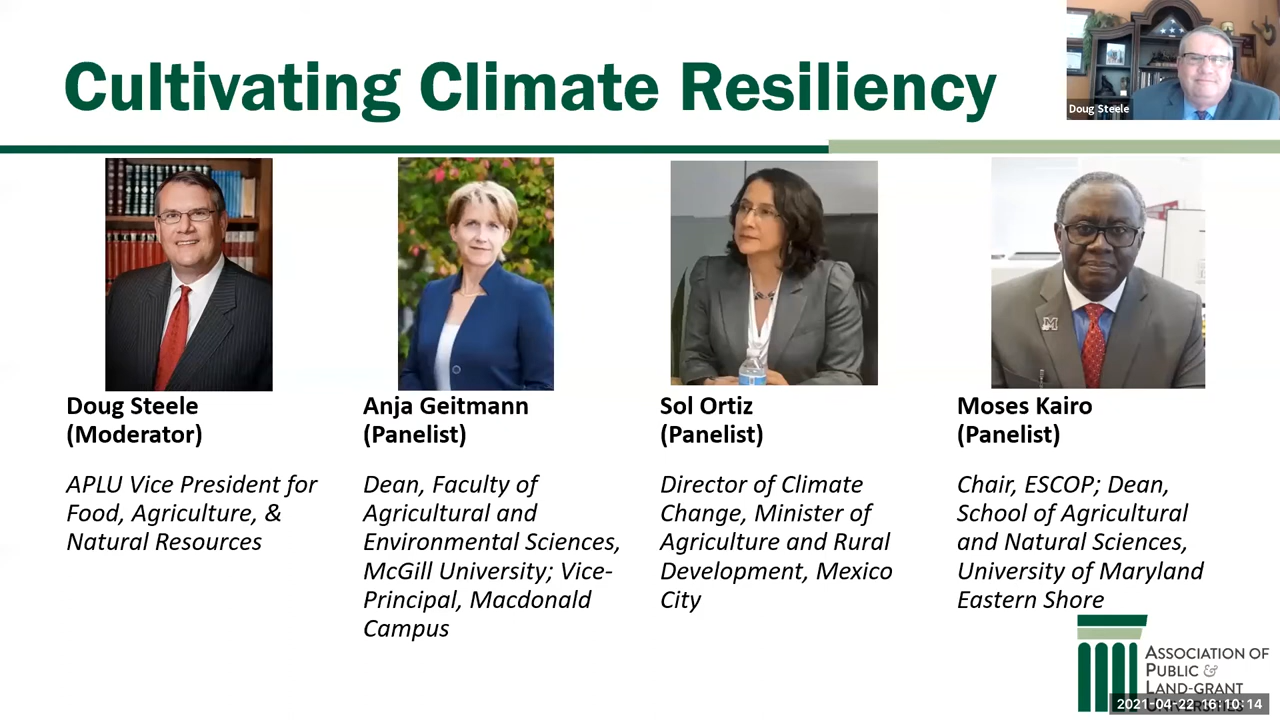 Cultivating Climate Resiliency
Doug Steele
Doug Steele
(Moderator)
APLU Vice President for
Food, Agriculture, &
Natural Resources
Anja Geitmann
(Panelist)
Dean, Faculty of
Agricultural and
Environmental Sciences,
McGill University; Vice-
Principal, Macdonald
Campus
Sol Ortiz
(Panelist)
Director of Climate
Change, Minister of
Agriculture and Rural
Development, Mexico
City
Moses Kairo
(Panelist)
Chair, ESCOP; Dean,
School of Agricultural
and Natural Sciences,
University of Maryland
Eastern Shore
ASSOCIATION OF
PUBLIC &
LAND-GRANT
2021-04-22 16:10:14